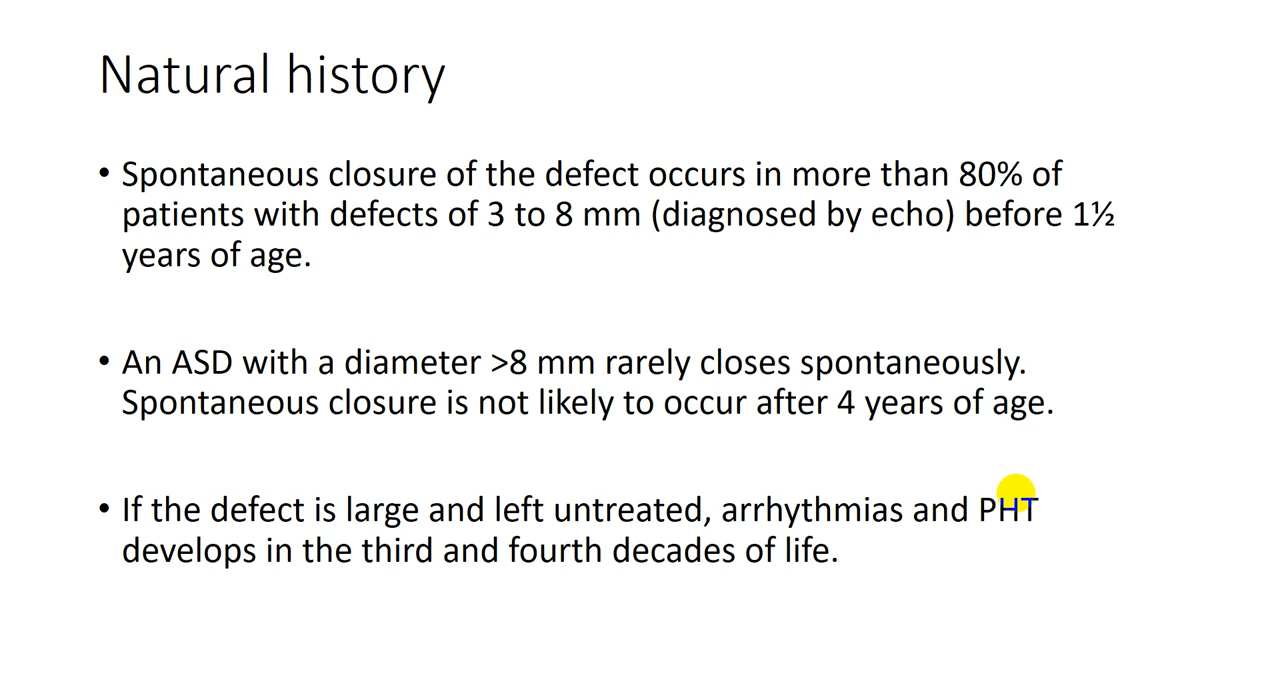 Natural history
• Spontaneous closure of the defect occurs in more than 80% of
patients with defects of 3 to 8 mm (diagnosed by echo) before 1½
years of age.
• An ASD with a diameter >8 mm rarely closes spontaneously.
Spontaneous closure is not likely to occur after 4 years of age.
• If the defect is large and left untreated, arrhythmias and PHT
develops in the third and fourth decades of life.